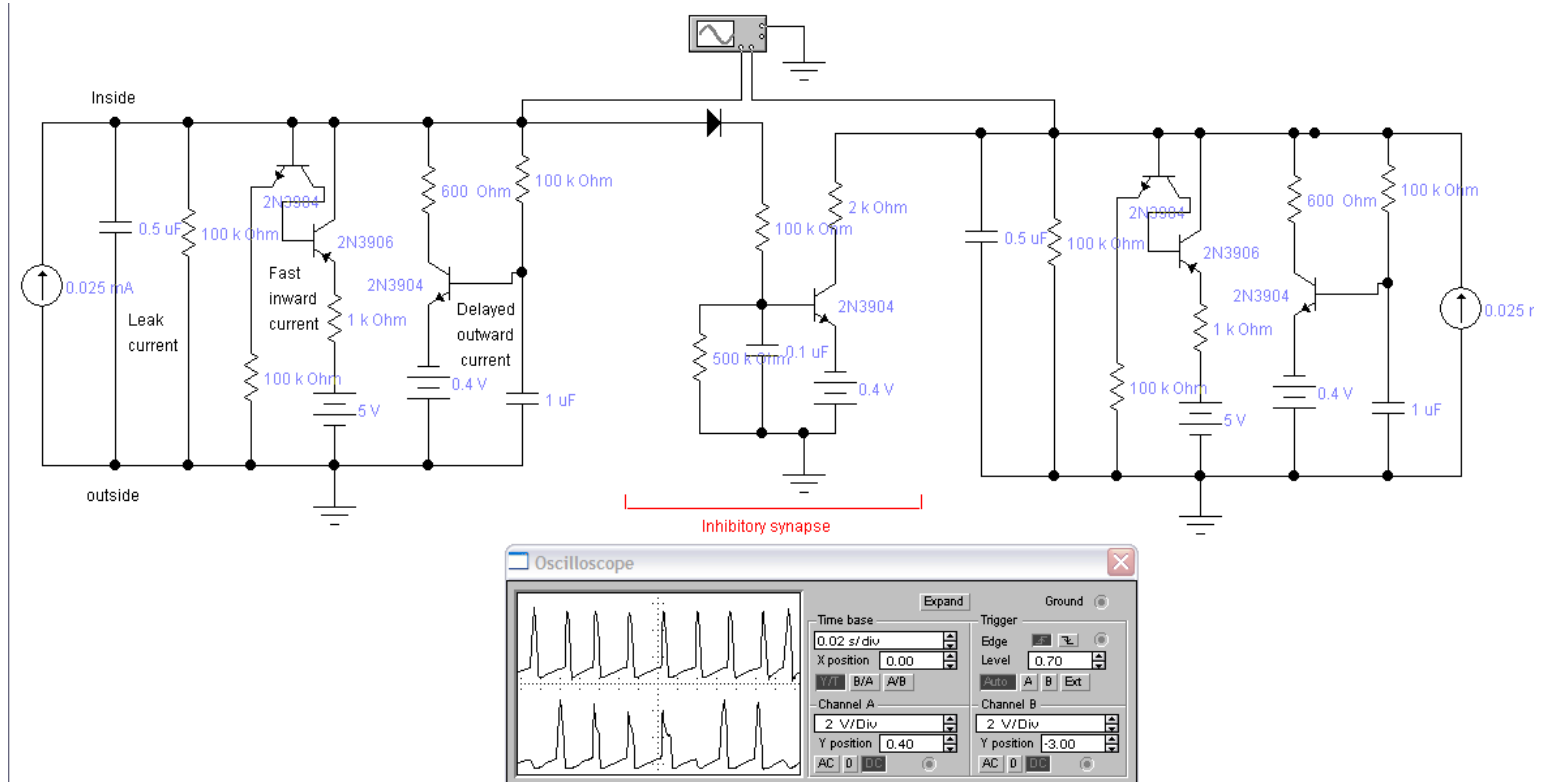 Inside
0.5 uF
100 k Ohm
2N3904
2N3906
600 Ohm
100 k Ohm
0.025 mA
Leak
current
Fast
inward
current
1 k Ohm
2N3904
Delayed
outward
current
100 k Ohm
5 V
0.4 V
1 uF
outside
100 k Ohm
2 k Ohm
2N3904
500 k Ohm
0.1 uF
0.4 V
Inhibitory synapse
0.5 uF
100 k Ohm
2N3904
2N3906
600 Ohm
100 k Ohm
2N3904
1 k Ohm
0.025 r
100 k Ohm
5 V
0.4 V
1 uF
Oscilloscope
Expand
Ground
Time base
0.02 s/div
X position 0.00
Y/T B/A A/B
Trigger
Edge
Level 0.70
Auto A B Ext
Channel A
2 V/Div
Y position 0.40
AC 0 DC
Channel B
2 V/Div
Y position -3.00
AC 0 DC